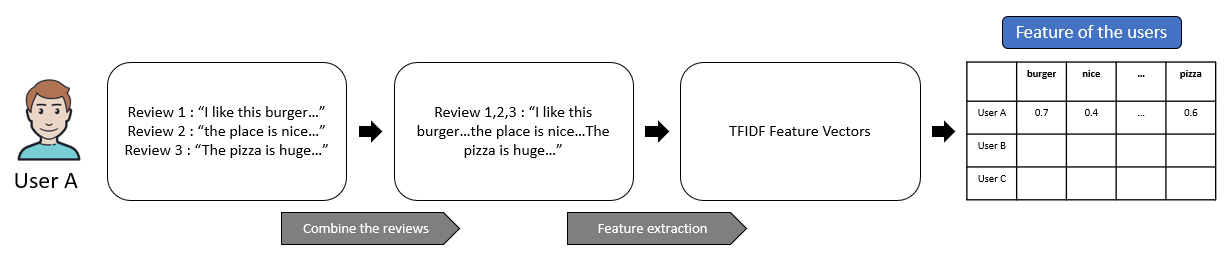 Feature of the users
User A
Review 1 : “I like this burger…”
Review 2 : “the place is nice…”
Review 3 : “The pizza is huge…”
Combine the reviews
Review 1,2,3 : “I like this
burger…the place is nice…The
pizza is huge…”
Feature extraction
TFIDF Feature Vectors
burger nice … pizza
User A 0.7 0.4 … 0.6
User B
User C